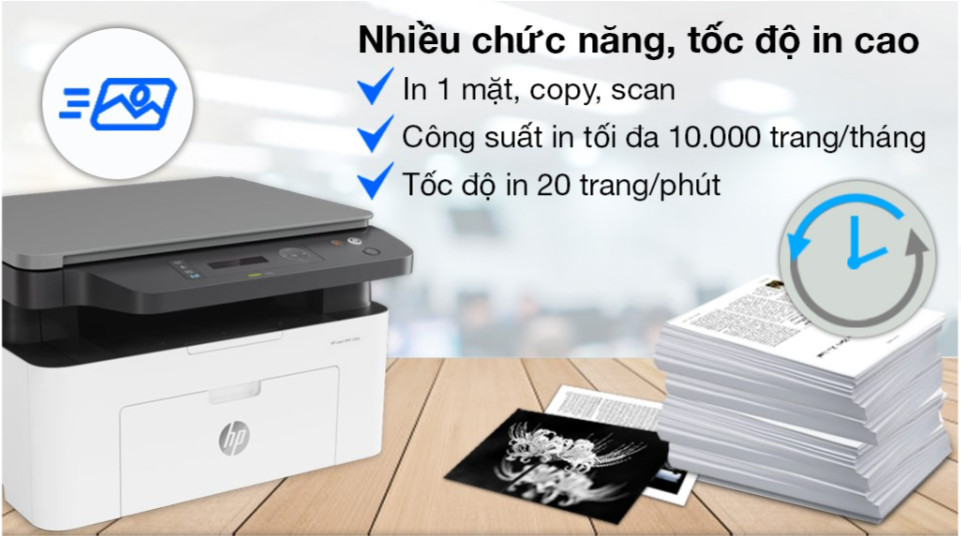 Nhiều chức năng, tốc độ in cao
In 1 mặt, copy, scan
Công suất in tối đa 10.000 trang/tháng
Tốc độ in 20 trang/phút
hp